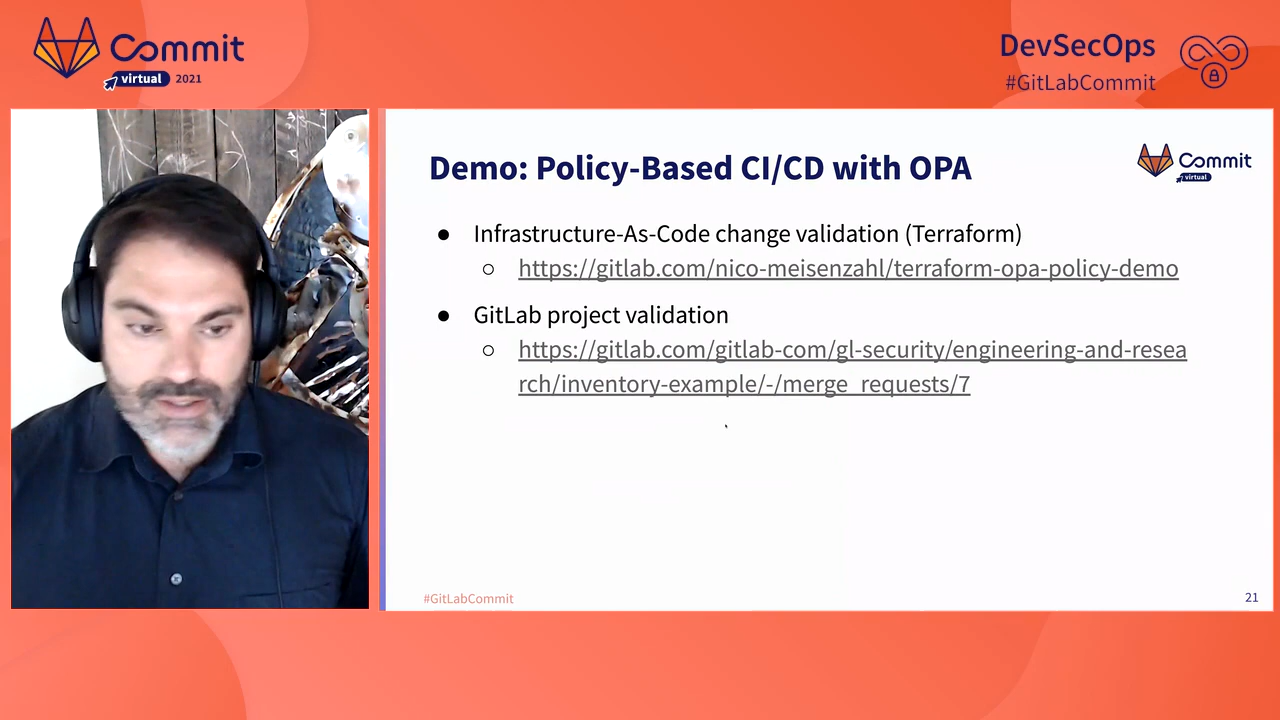 Commit
virtual 2021
DevSecOps
#GitLabCommit
Demo: Policy-Based CI/CD with OPA
Commit
virtual
● Infrastructure-As-Code change validation (Terraform)
○ https://gitlab.com/nico-meisenzahl/terraform-opa-policy-demo
● GitLab project validation
○ https://gitlab.com/gitlab-com/gl-security/engineering-and-resea
rch/inventory-example/-/merge_requests/7
#GitLabCommit
21